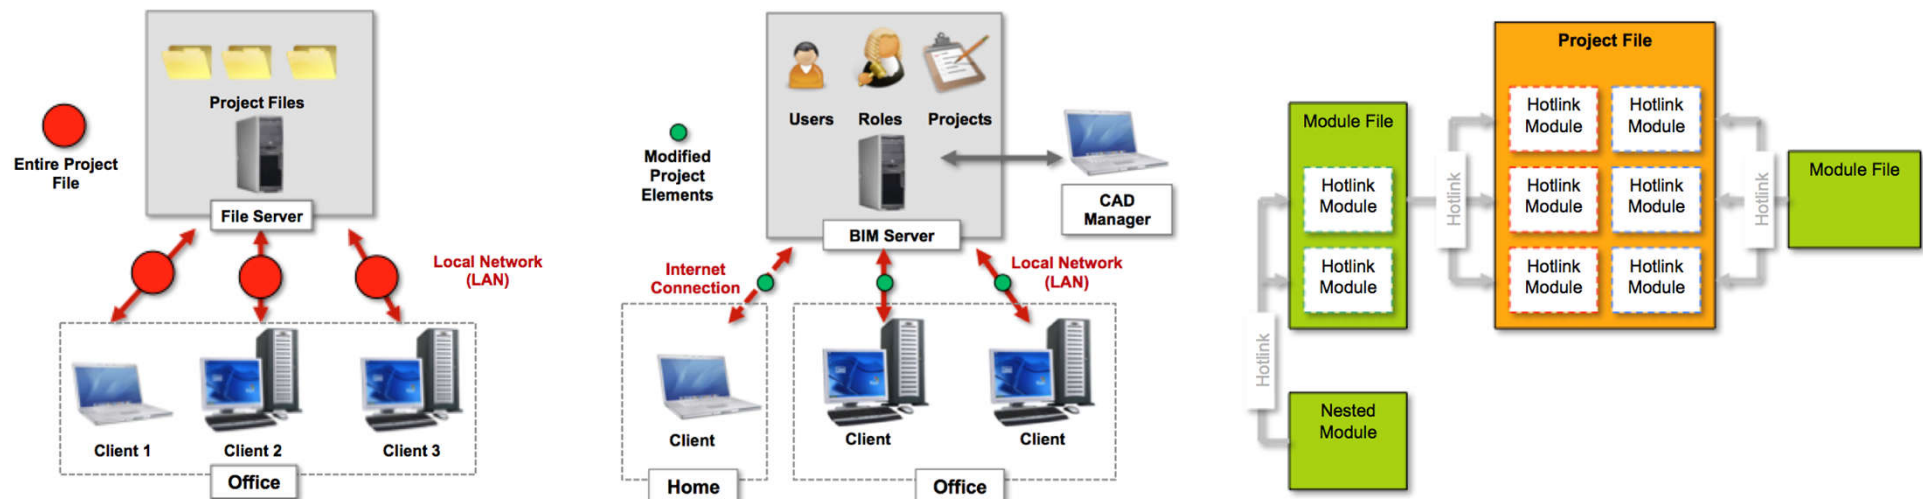 Project Files
Entire Project
File
File Server
Local Network
(LAN)
Client 1
Client 2
Client 3
Office
Users
Roles
Projects
Modified
Project
Elements
CAD
Manager
BIM Server
Internet
Connection
Local Network
(LAN)
Client
Client
Client
Home
Office
Project File
Hotlink
Module
Hotlink
Module
Module File
Hotlink
Module
Hotlink
Module
Hotlink
Module
Hotlink
Module File
Hotlink
Hotlink
Module
Hotlink
Module
Hotlink
Module
Hotlink
Nested
Module